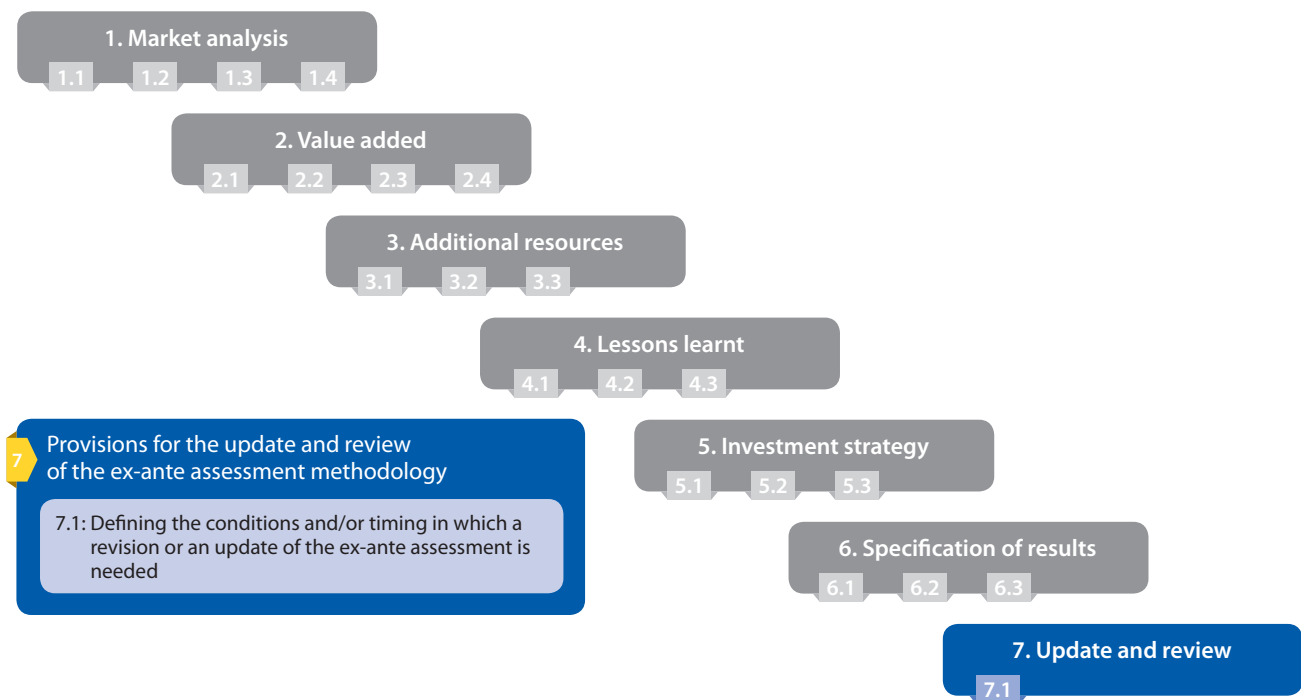 1. Market analysis
1.1 1.2 1.3 1.4
2. Value added
2.1 2.2 2.3 2.4
3. Additional resources
3.1 3.2 3.3
4. Lessons learnt
4.1 4.2 4.3
7
Provisions for the update and review
of the ex-ante assessment methodology
7.1: Defining the conditions and/or timing in which a
revision or an update of the ex-ante assessment is
needed
5. Investment strategy
5.1 5.2 5.3
6. Specification of results
6.1 6.2 6.3
7. Update and review
7.1